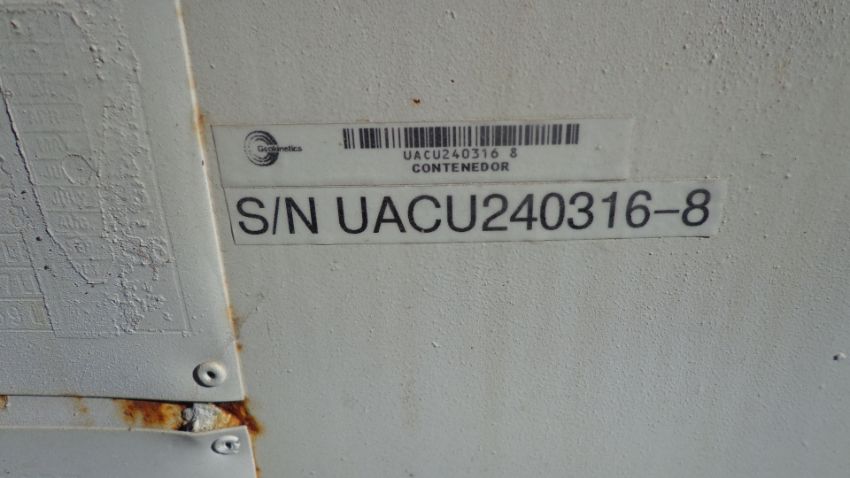 Geokinetics
UACU240316 8
CONTENEDOR
S/N UACU240316-8